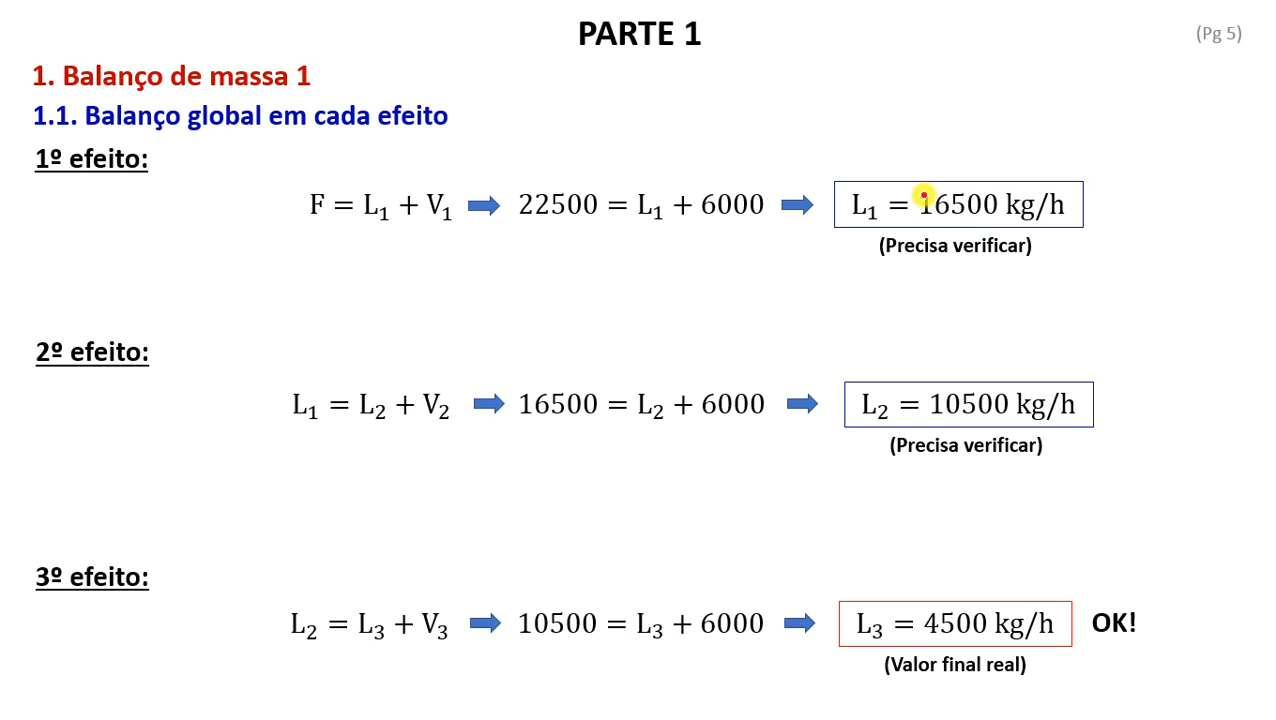 PARTE 1
(Pg 5)
1. Balanço de massa 1
1.1. Balanço global em cada efeito
1º efeito:
F = L₁ + V₁ 22500 = L₁ + 6000 L₁ = 16500 kg/h
(Precisa verificar)
2º efeito:
L₁ = L₂ + V₂ 16500 = L₂ + 6000 L₂ = 10500 kg/h
(Precisa verificar)
3º efeito:
L₂ = L₃ + V₃ 10500 = L₃ + 6000 L₃ = 4500 kg/h OK!
(Valor final real)